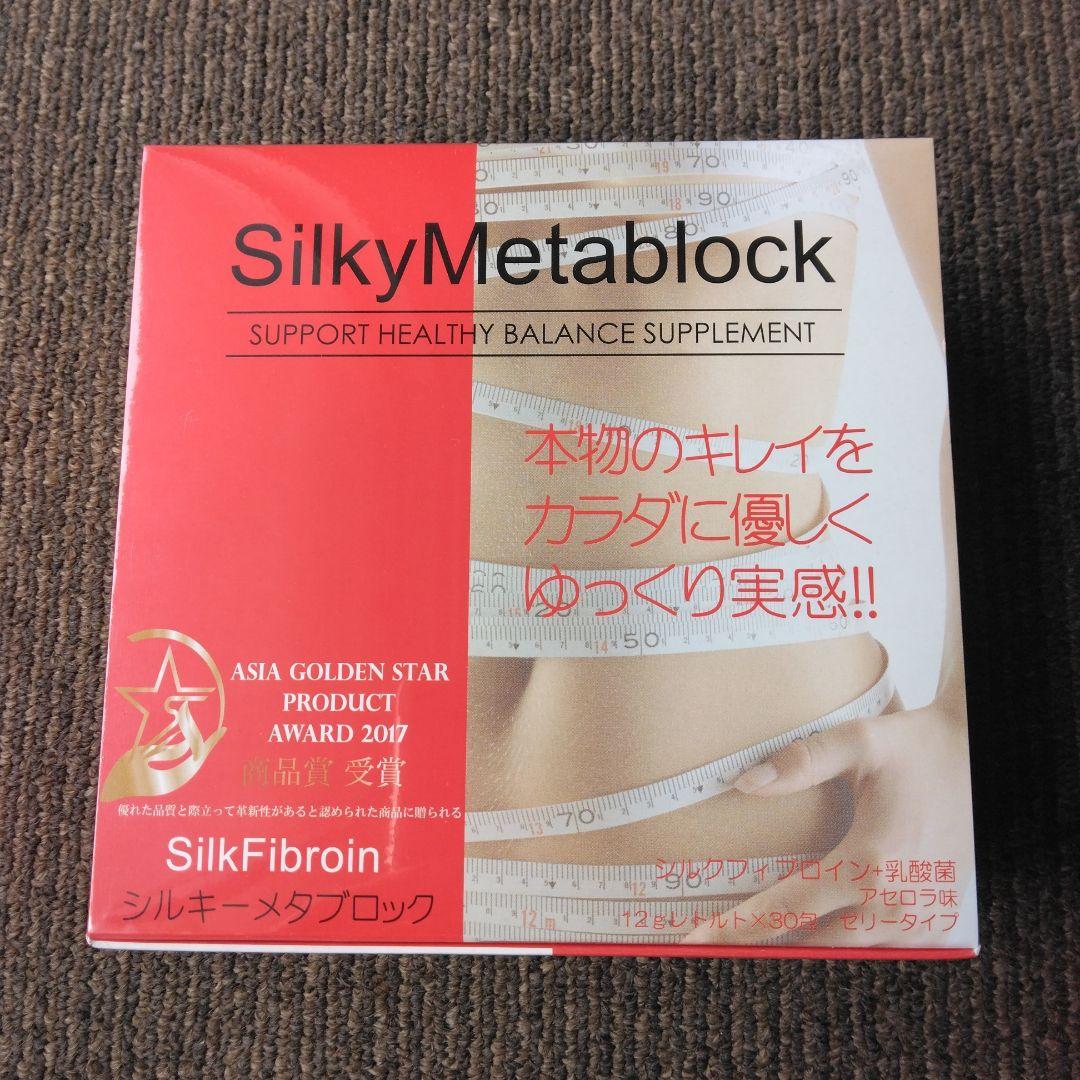 SilkyMetablock
SUPPORT HEALTHY BALANCE SUPPLEMENT
本物のキレイを
カラダに優しく
ゆっくり実感!!
ASIA GOLDEN STAR
PRODUCT
AWARD 2017
商品賞 受賞
優れた品質と際立って革新性があると認められた商品に贈られる
SilkFibroin
シルキーメタブロック
シルクフィブロイン+乳酸菌
アセロラ味
12gレトルト×30包 ゼリータイプ